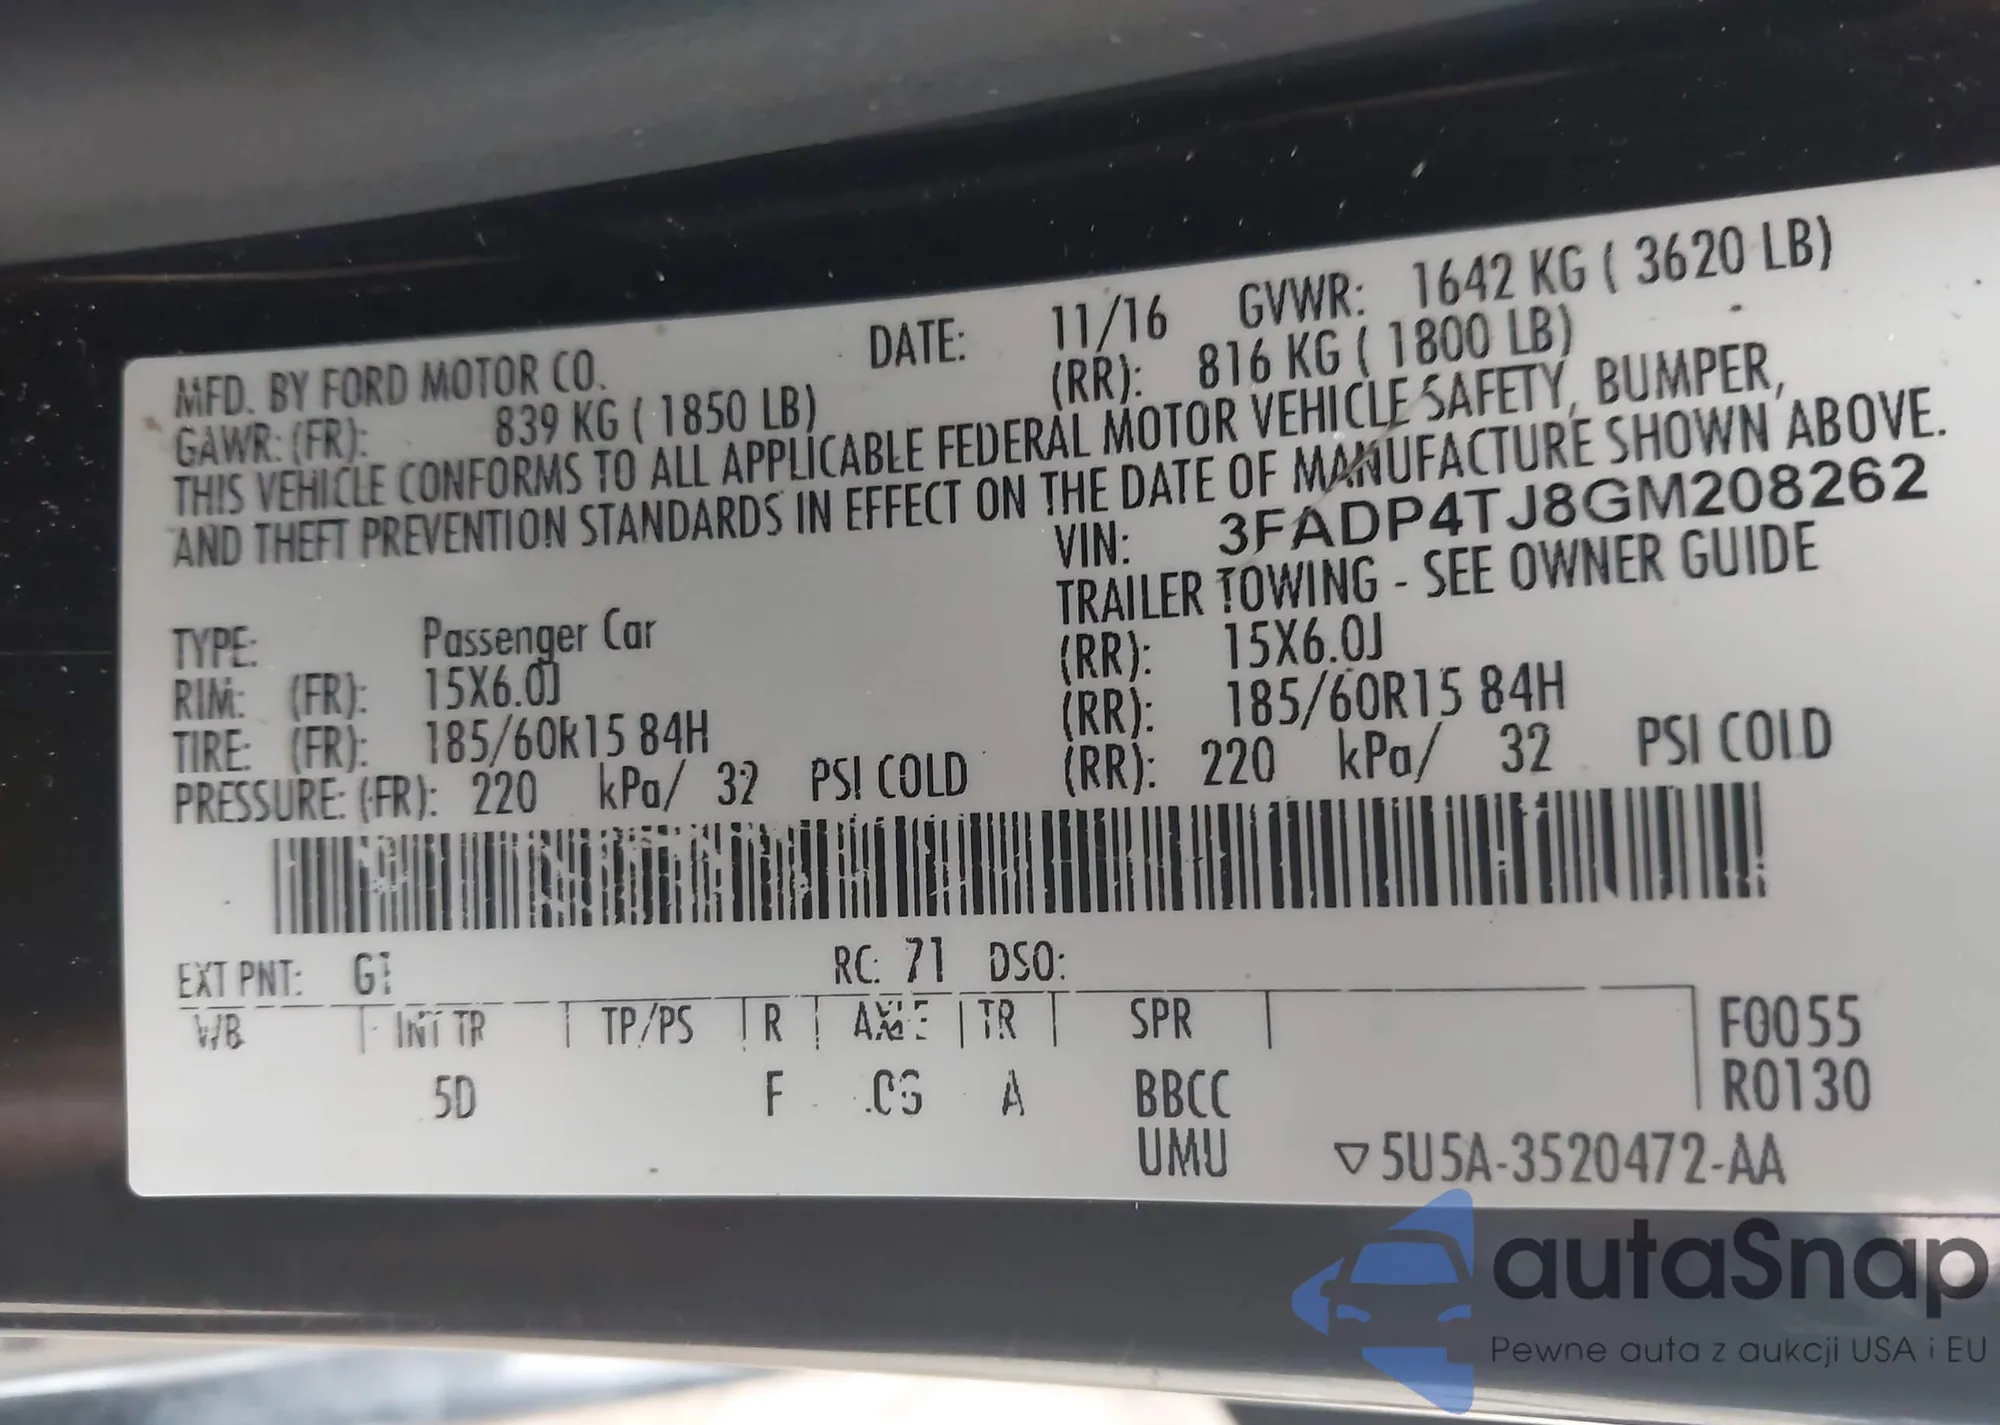 MFD. BY FORD MOTOR CO. DATE: 11/16 GVWR: 1642 KG ( 3620 LB)
GAWR: (FR): 839 KG ( 1850 LB) (RR): 816 KG ( 1800 LB)
THIS VEHICLE CONFORMS TO ALL APPLICABLE FEDERAL MOTOR VEHICLE SAFETY, BUMPER,
AND THEFT PREVENTION STANDARDS IN EFFECT ON THE DATE OF MANUFACTURE SHOWN ABOVE.
VIN: 3FADP4TJ8GM208262
TYPE: Passenger Car TRAILER TOWING - SEE OWNER GUIDE
RIM: (FR): 15X6.0J (RR): 15X6.0J
TIRE: (FR): 185/60R15 84H (RR): 185/60R15 84H
PRESSURE: (FR): 220 kPa/ 32 PSI COLD (RR): 220 kPa/ 32 PSI COLD
EXT PNT: RC: 71 DSO:
WB INT TR TP/PS R AXLE TR SPR F0055
5D F A BBCC R0130
UMU ▽5U5A-3520472-AA
autaSnap
Pewne auta z aukcji USA i EU